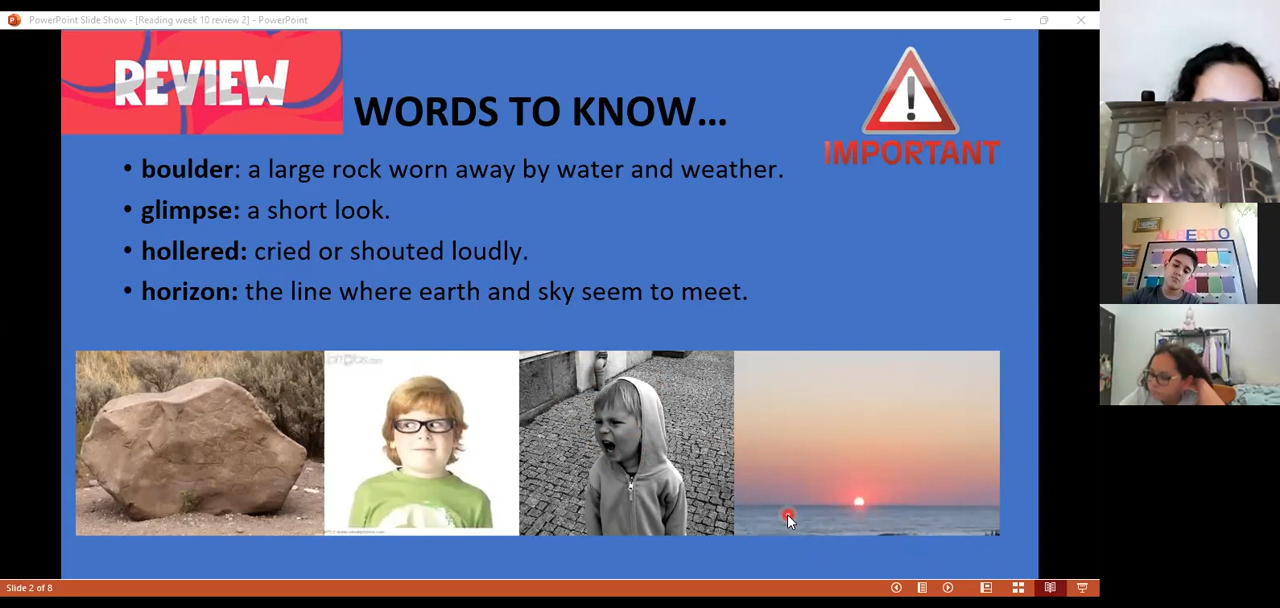 PowerPoint Slide Show - [Reading week 10 review 2] - PowerPoint
REVIEW
WORDS TO KNOW...
IMPORTANT
• boulder: a large rock worn away by water and weather.
• glimpse: a short look.
• hollered: cried or shouted loudly.
• horizon: the line where earth and sky seem to meet.
ALBERTO
Slide 2 of 8